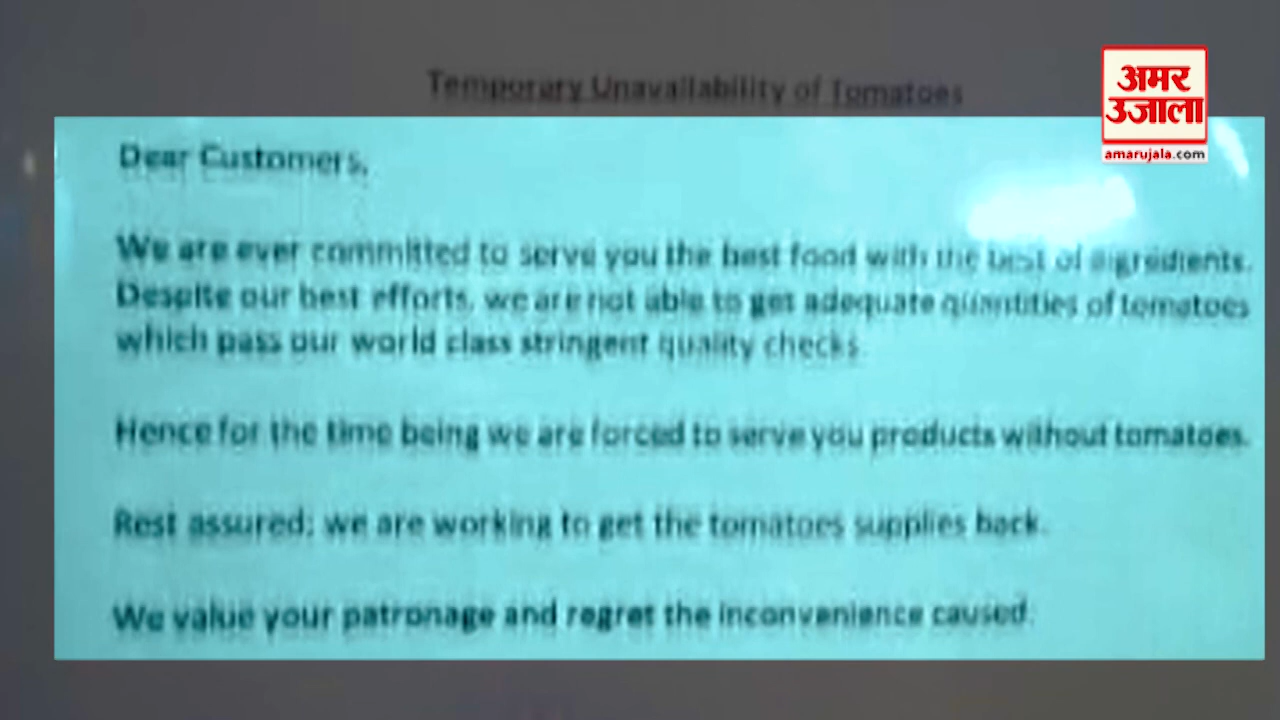 Temporary Unavailability of Tomatoes
अमर
उजाला
amarujala.com
Dear Customers,
We are ever committed to serve you the best food with the best of ingredients.
Despite our best efforts, we are not able to get adequate quantities of tomatoes
which pass our world class stringent quality checks.
Hence for the time being we are forced to serve you products without tomatoes.
Rest assured; we are working to get the tomatoes supplies back.
We value your patronage and regret the inconvenience caused.